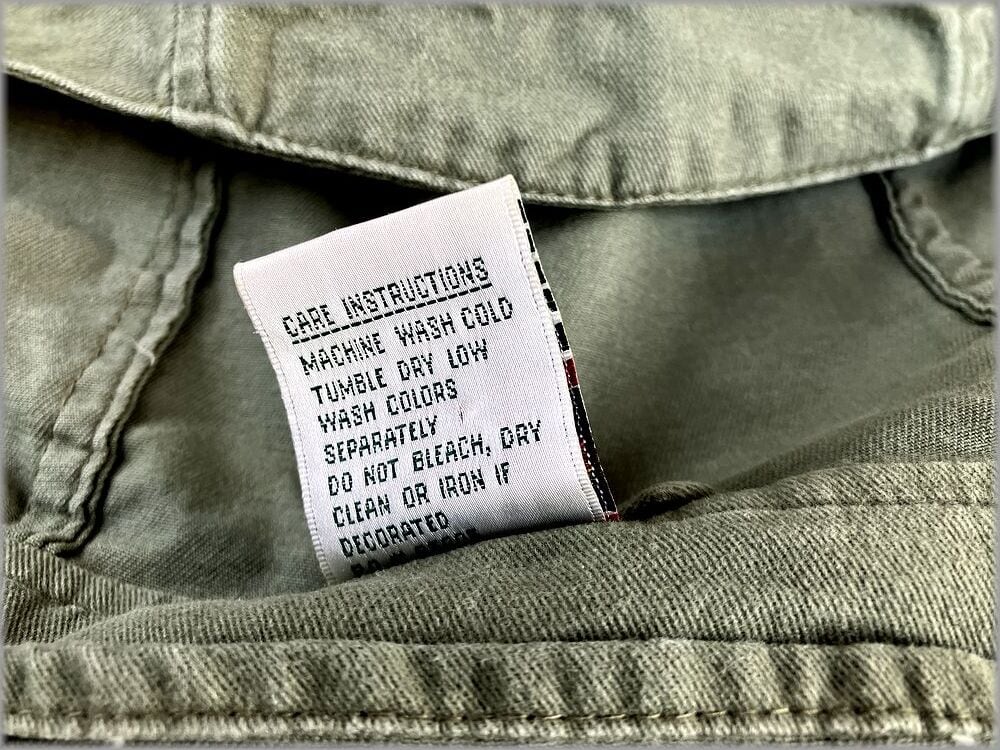 CARE INSTRUCTIONS
MACHINE WASH COLD
TUMBLE DRY LOW
WASH COLORS
SEPARATELY
DO NOT BLEACH, DRY
CLEAN OR IRON IF
DECORATED